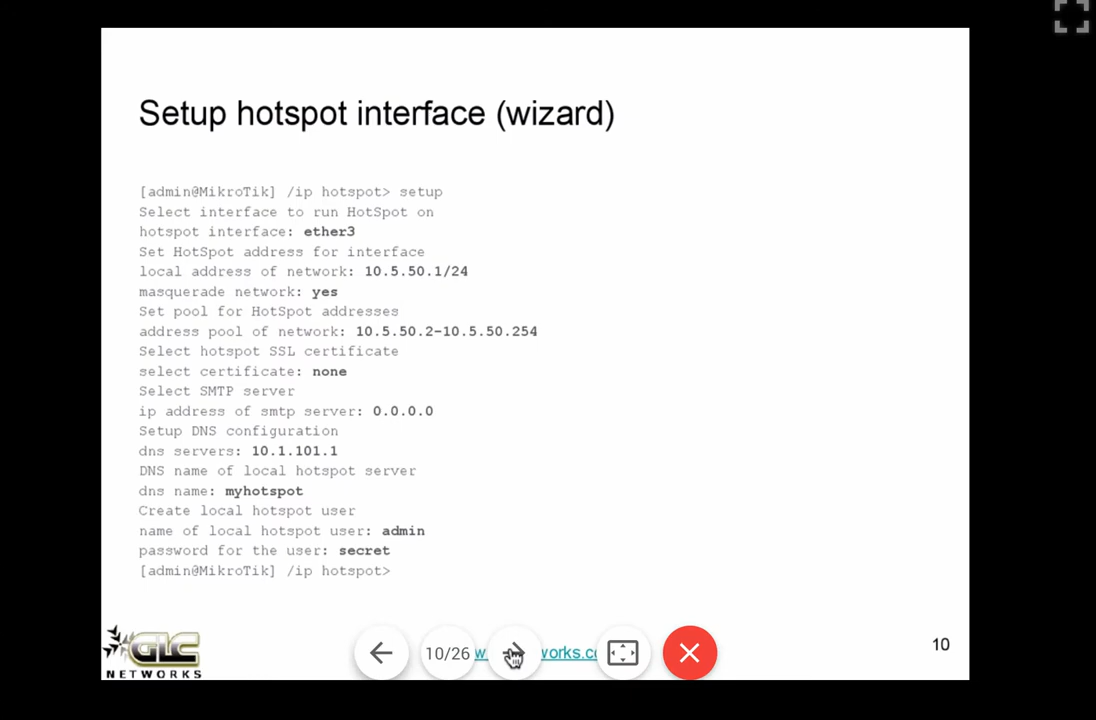 Setup hotspot interface (wizard)
[admin@MikroTik] /ip hotspot> setup
Select interface to run HotSpot on
hotspot interface: ether3
Set HotSpot address for interface
local address of network: 10.5.50.1/24
masquerade network: yes
Set pool for HotSpot addresses
address pool of network: 10.5.50.2-10.5.50.254
Select hotspot SSL certificate
select certificate: none
Select SMTP server
ip address of smtp server: 0.0.0.0
Setup DNS configuration
dns servers: 10.1.101.1
DNS name of local hotspot server
dns name: myhotspot
Create local hotspot user
name of local hotspot user: admin
password for the user: secret
[admin@MikroTik] /ip hotspot>
GLC
NETWORKS
10/26
10